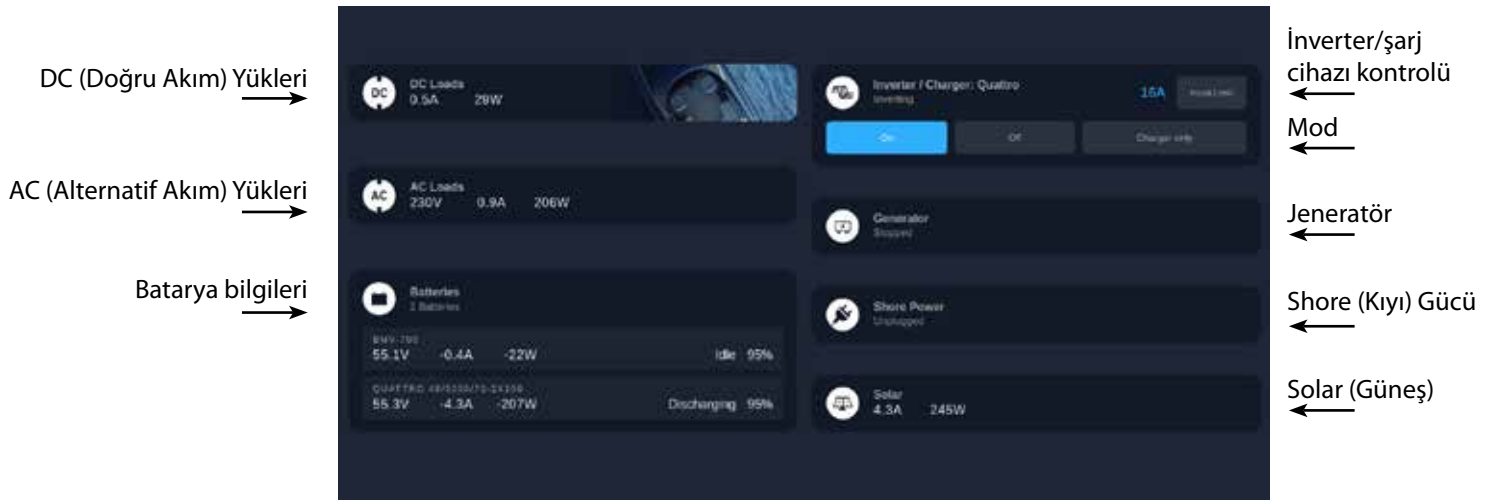 DC (Doğru Akım) Yükleri
AC (Alternatif Akım) Yükleri
Batarya bilgileri
DC
DC Loads
0.5A 29W
AC
AC Loads
230V 0.9A 206W
Batteries
2 Batteries
BMV-700
55.1V -0.4A -22W Idle 95%
55.3V -4.3A -207W Discharging 95%
Inverter / Charger: Quattro
Inverting
16A
On Off Charger only
Generator
Stopped
Shore Power
Unplugged
Solar
4.3A 245W
İnverter/şarj
cihazı kontrolü
Mod
Jeneratör
Shore (Kıyı) Gücü
Solar (Güneş)